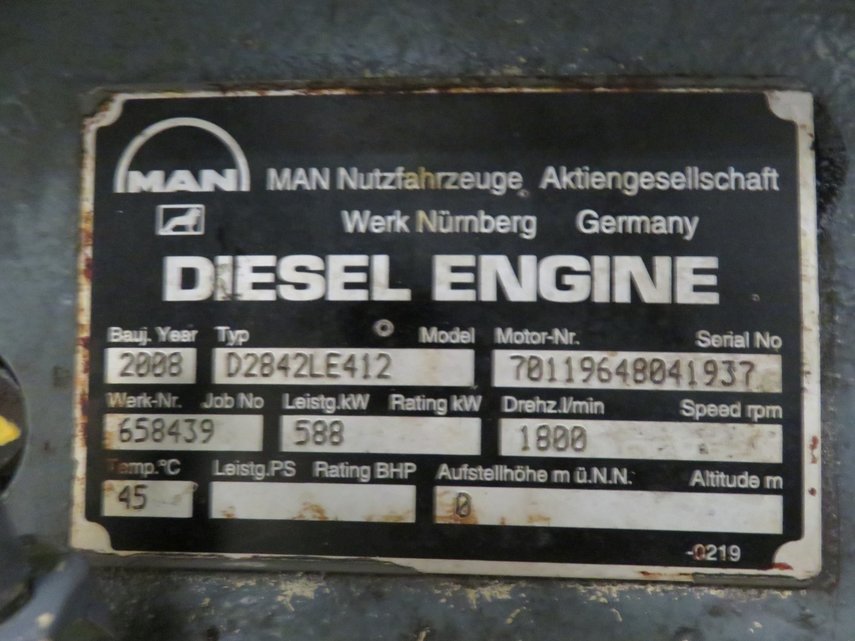 MAN MAN Nutzfahrzeuge Aktiengesellschaft
Werk Nürnberg Germany
DIESEL ENGINE
Bauj. Year Typ Model Motor-Nr. Serial No
2008 D2842LE412 70119648041937
Werk-Nr. Job No Leistg.kW Rating kW Drehz.l/min Speed rpm
658439 588 1800
Temp.°C Leistg.PS Rating BHP Aufstellhöhe m ü.N.N. Altitude m
45 0
-0219